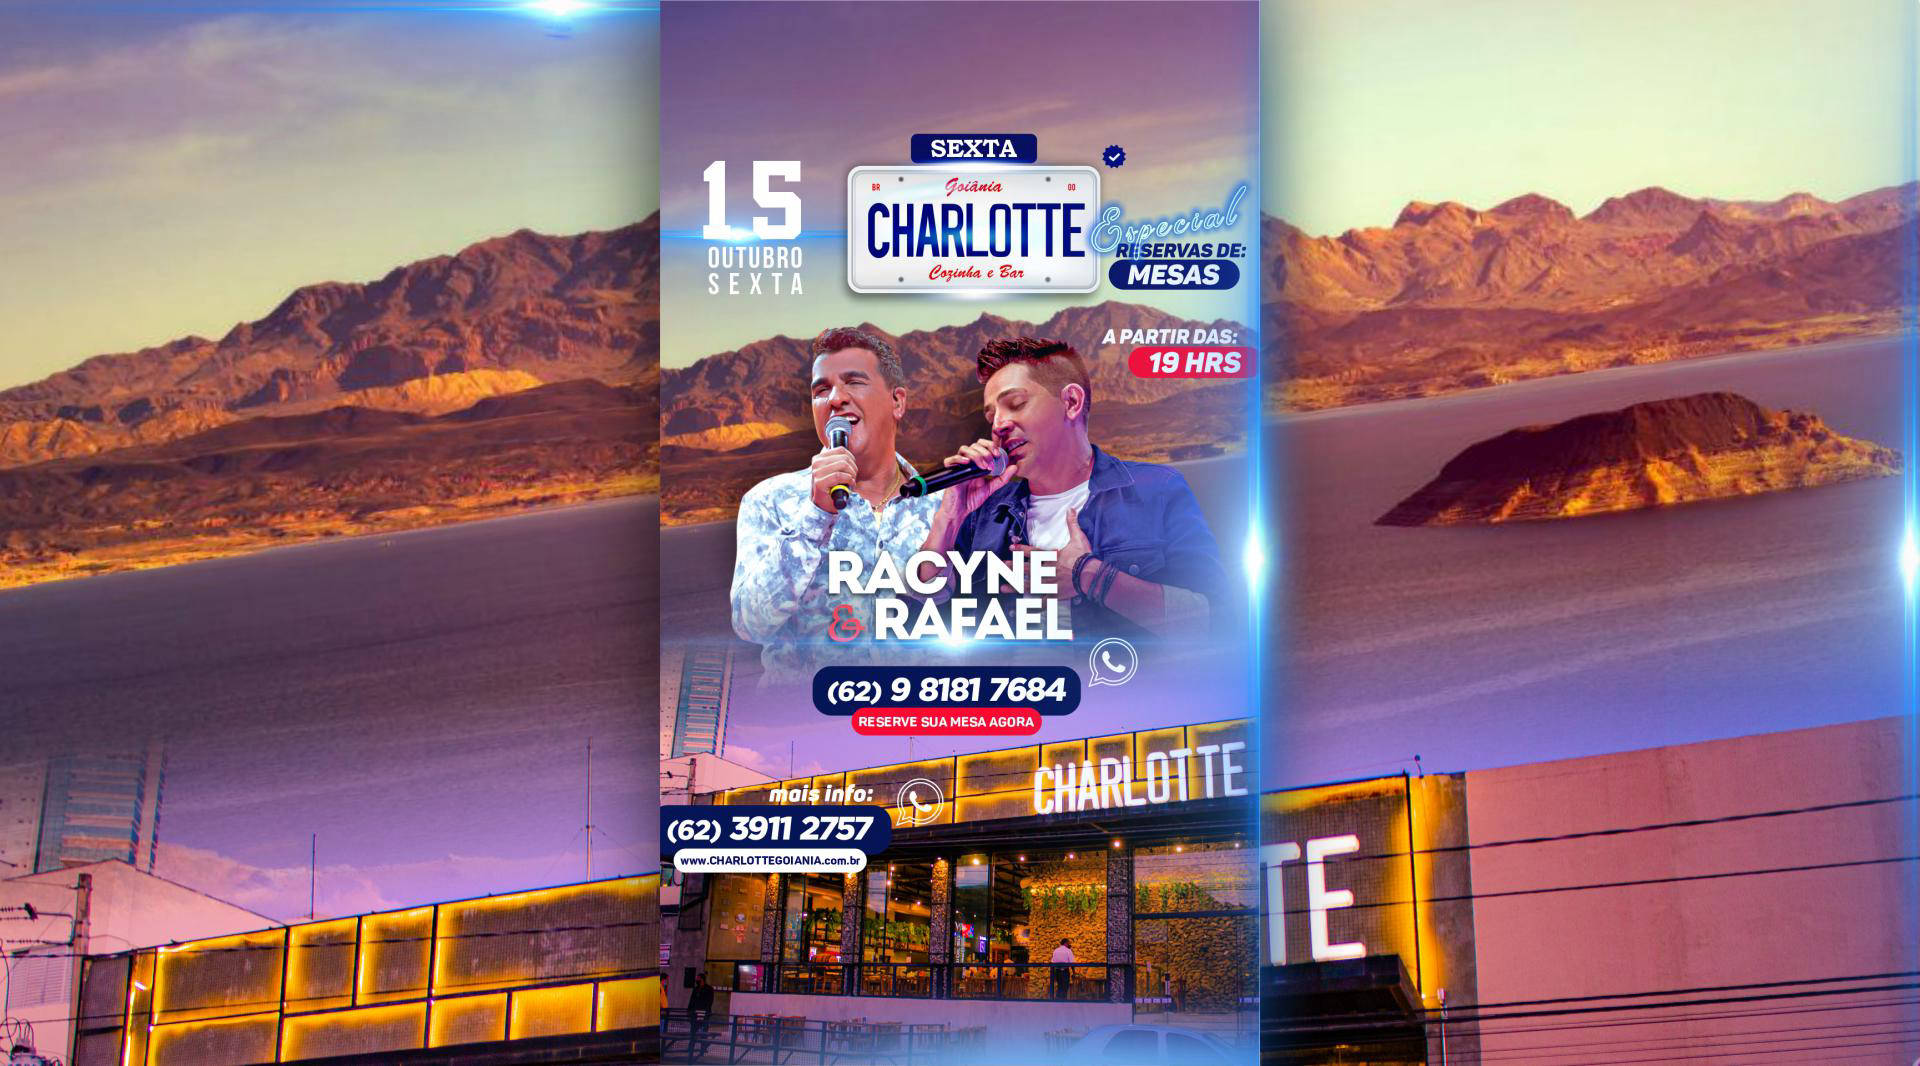 SEXTA
15
OUTUBRO
SEXTA
BR
Goiânia
00
CHARLOTTE
Cozinha e Bar
Especial
RESERVAS DE:
MESAS
A PARTIR DAS:
19 HRS
RACYNE
& RAFAEL
(62) 9 8181 7684
RESERVE SUA MESA AGORA
CHARLOTTE
mais info:
(62) 3911 2757
www.CHARLOTTEGOIANIA.com.br
TE